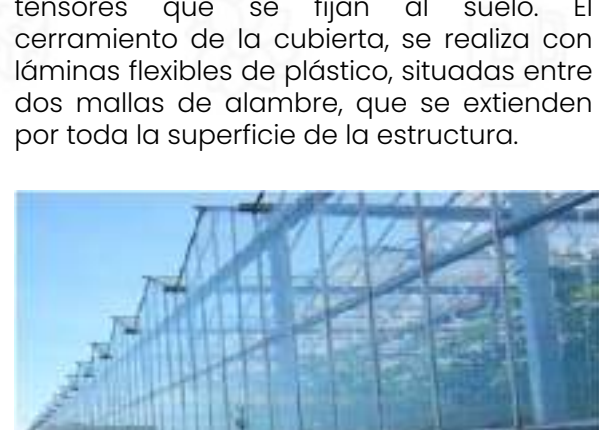 tensores que se fijan al suelo. El
cerramiento de la cubierta, se realiza con
láminas flexibles de plástico, situadas entre
dos mallas de alambre, que se extienden
por toda la superficie de la estructura.